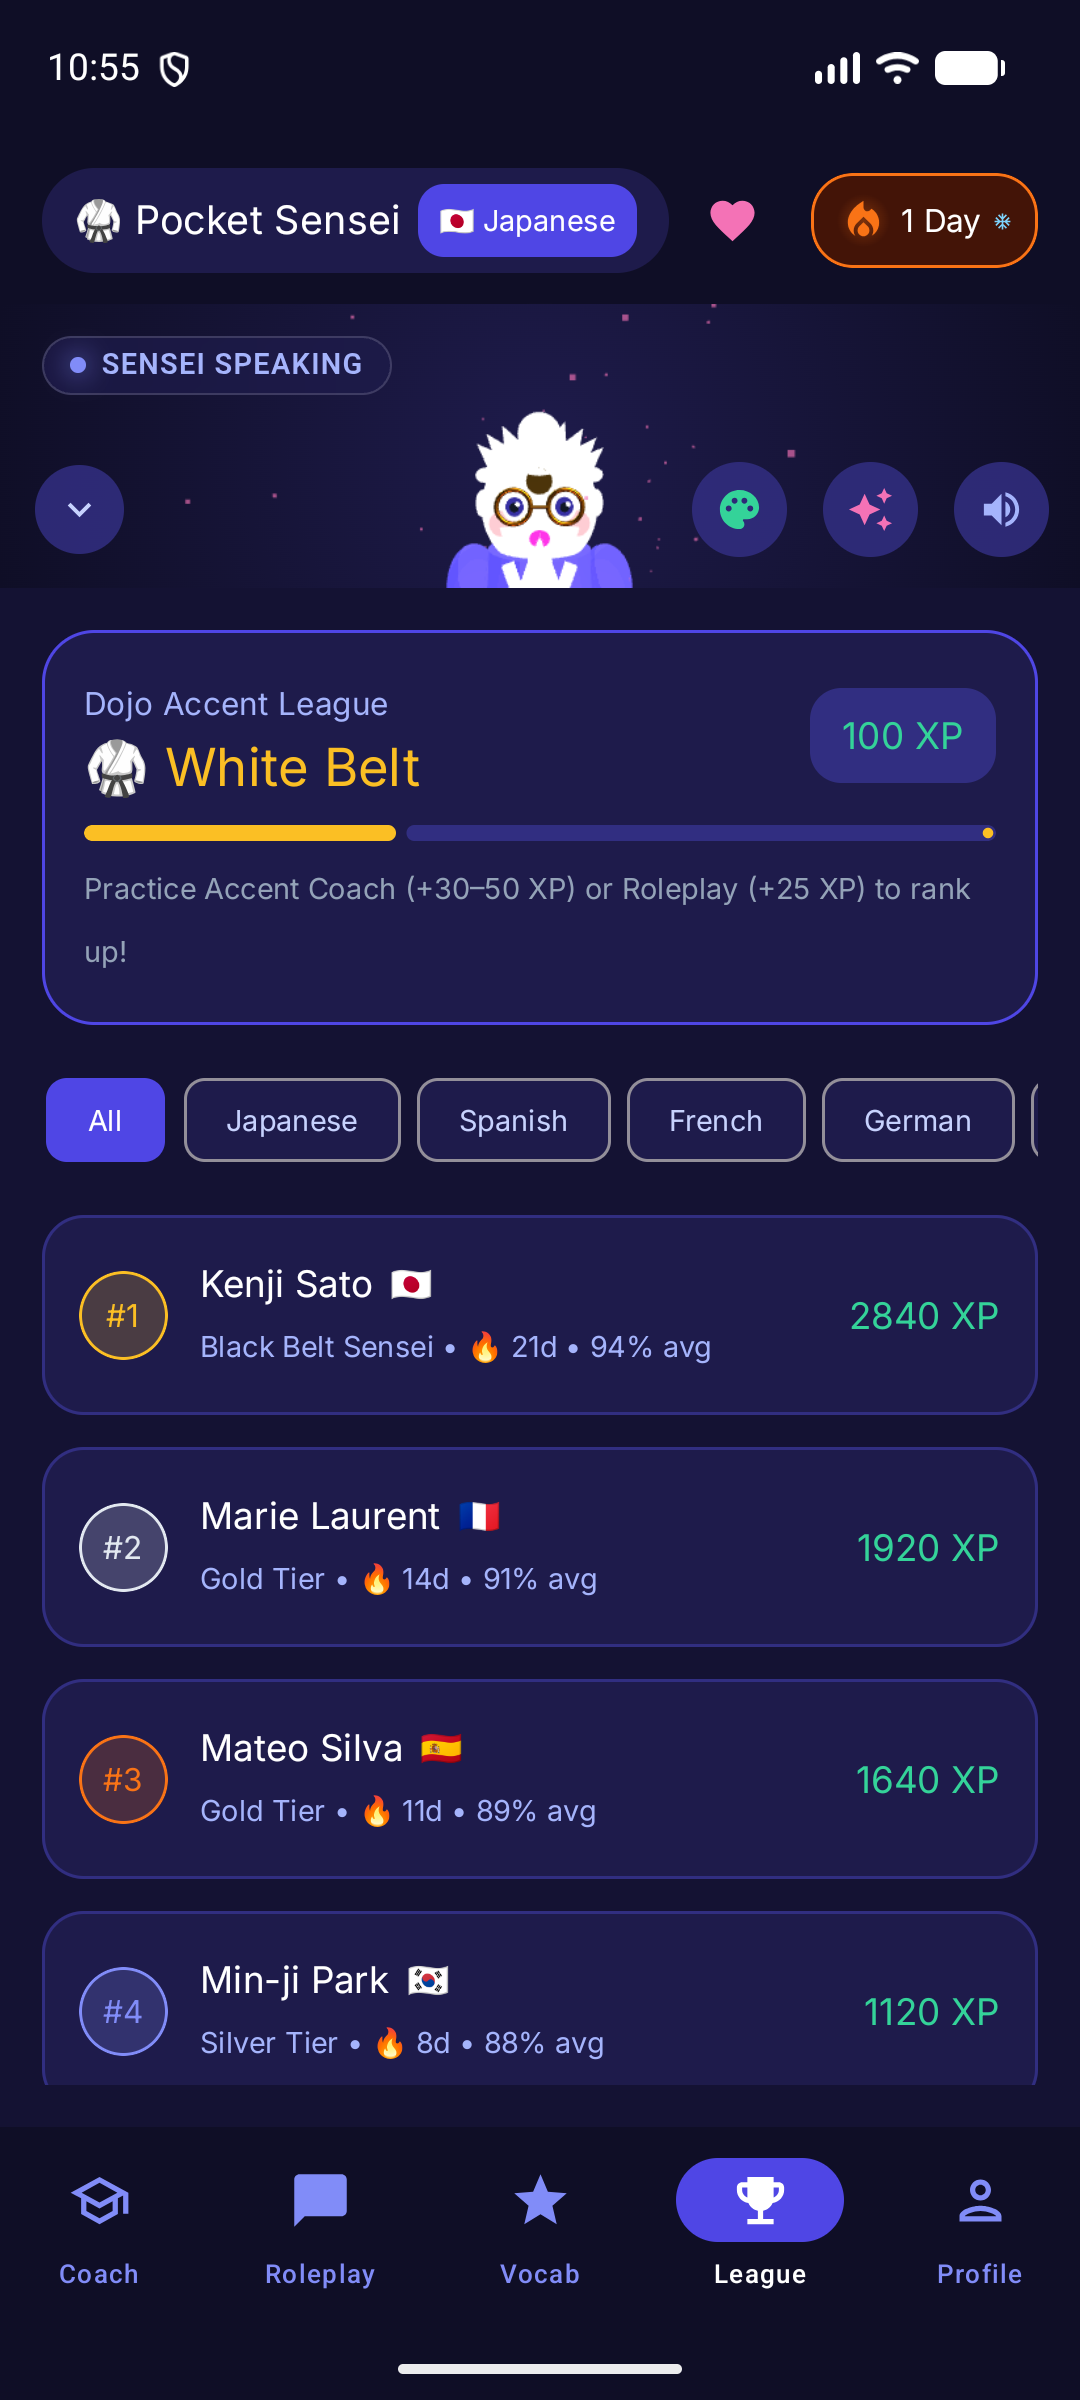 10:55
🥋 Pocket Sensei
🇯🇵 Japanese
1 Day ❄
SENSEI SPEAKING
Dojo Accent League
🥋 White Belt
100 XP
Practice Accent Coach (+30–50 XP) or Roleplay (+25 XP) to rank
up!
All
Japanese
Spanish
French
German
#1
Kenji Sato 🇯🇵
Black Belt Sensei • 🔥 21d • 94% avg
2840 XP
#2
Marie Laurent 🇫🇷
Gold Tier • 🔥 14d • 91% avg
1920 XP
#3
Mateo Silva 🇪🇸
Gold Tier • 🔥 11d • 89% avg
1640 XP
#4
Min-ji Park 🇰🇷
Silver Tier • 🔥 8d • 88% avg
1120 XP
Coach
Roleplay
Vocab
League
Profile